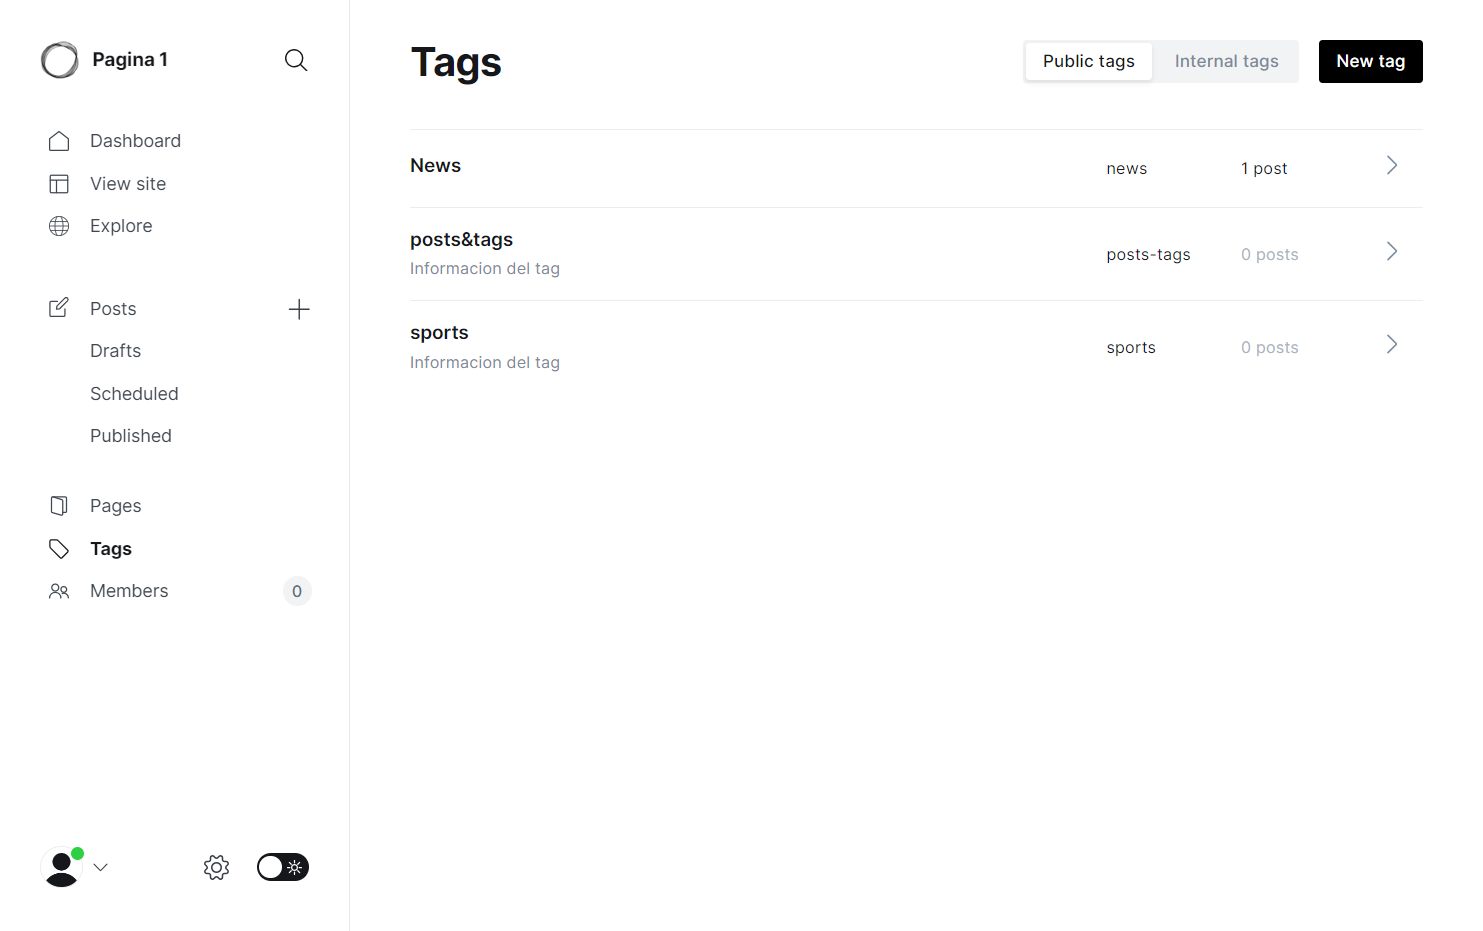 Pagina 1
Dashboard
View site
Explore
Posts
Drafts
Scheduled
Published
Pages
Tags
Members 0
Tags
Public tags Internal tags New tag
News news 1 post
posts&tags
Informacion del tag posts-tags 0 posts
sports
Informacion del tag sports 0 posts